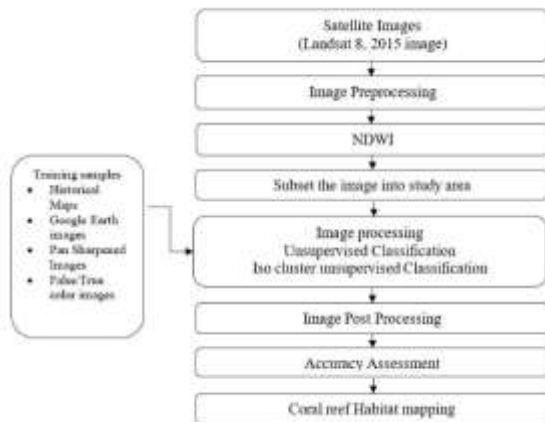 Satellite Images
(Landsat 8, 2015 image)
Image Preprocessing
NDWI
Subset the image into study area
Training samples
• Historical
Maps
• Google Earth
images
• Pan Sharpened
Images
• False/True
color images
Image processing
Unsupervised Classification
Iso cluster unsupervised Classification
Image Post Processing
Accuracy Assessment
Coral reef Habitat mapping